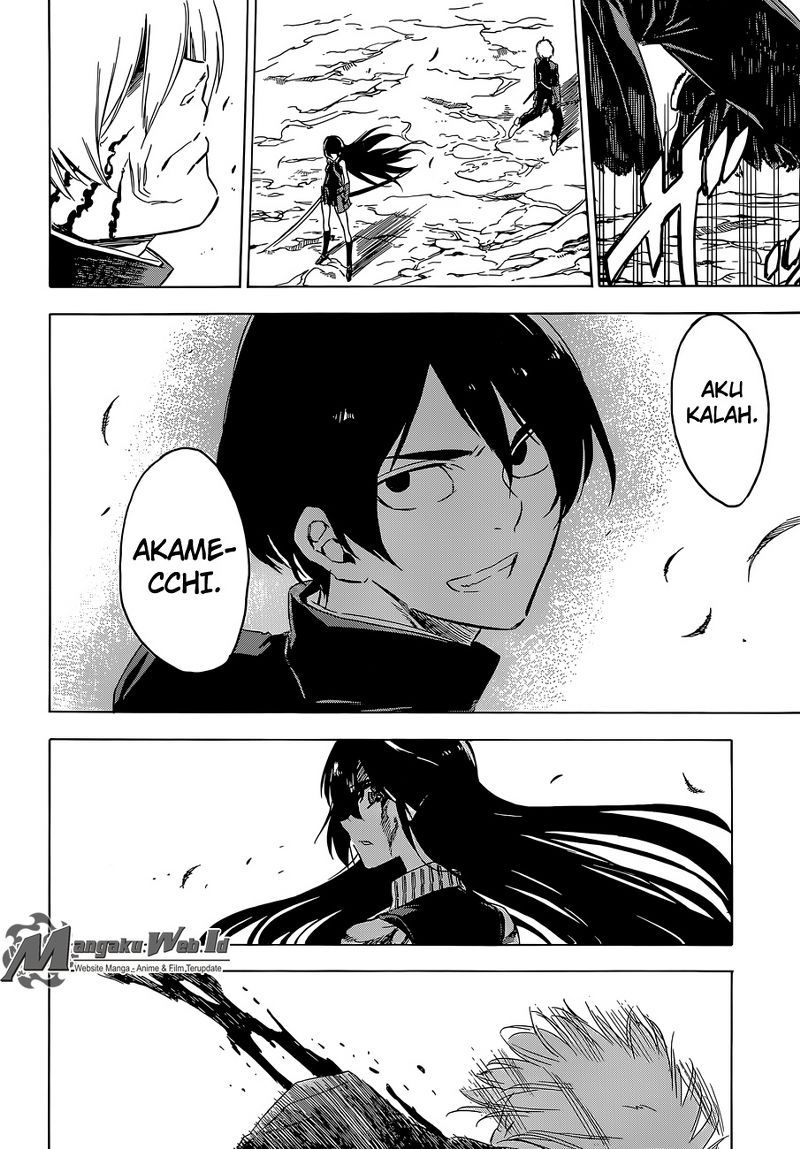 AKU
KALAH.
AKAME-
CCHI.
Mangaku.Web.Id
Website Manga - Anime & Film Terupdate